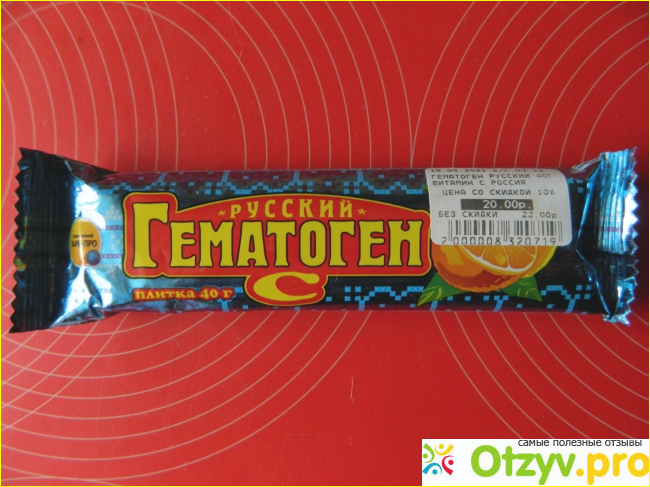 ГЕМАТОГЕН РУССКИЙ 40Г
ВИТАМИН С РОССИЯ
ЦЕНА СО СКИДКОЙ 10%
20.00р.
БЕЗ СКИДКИ 22.00р.
2000008320719
РУССКИЙ
ГЕМАТОГЕН
С
ПЛИТКА 40 г
самые полезные отзывы
Otzyv.pro